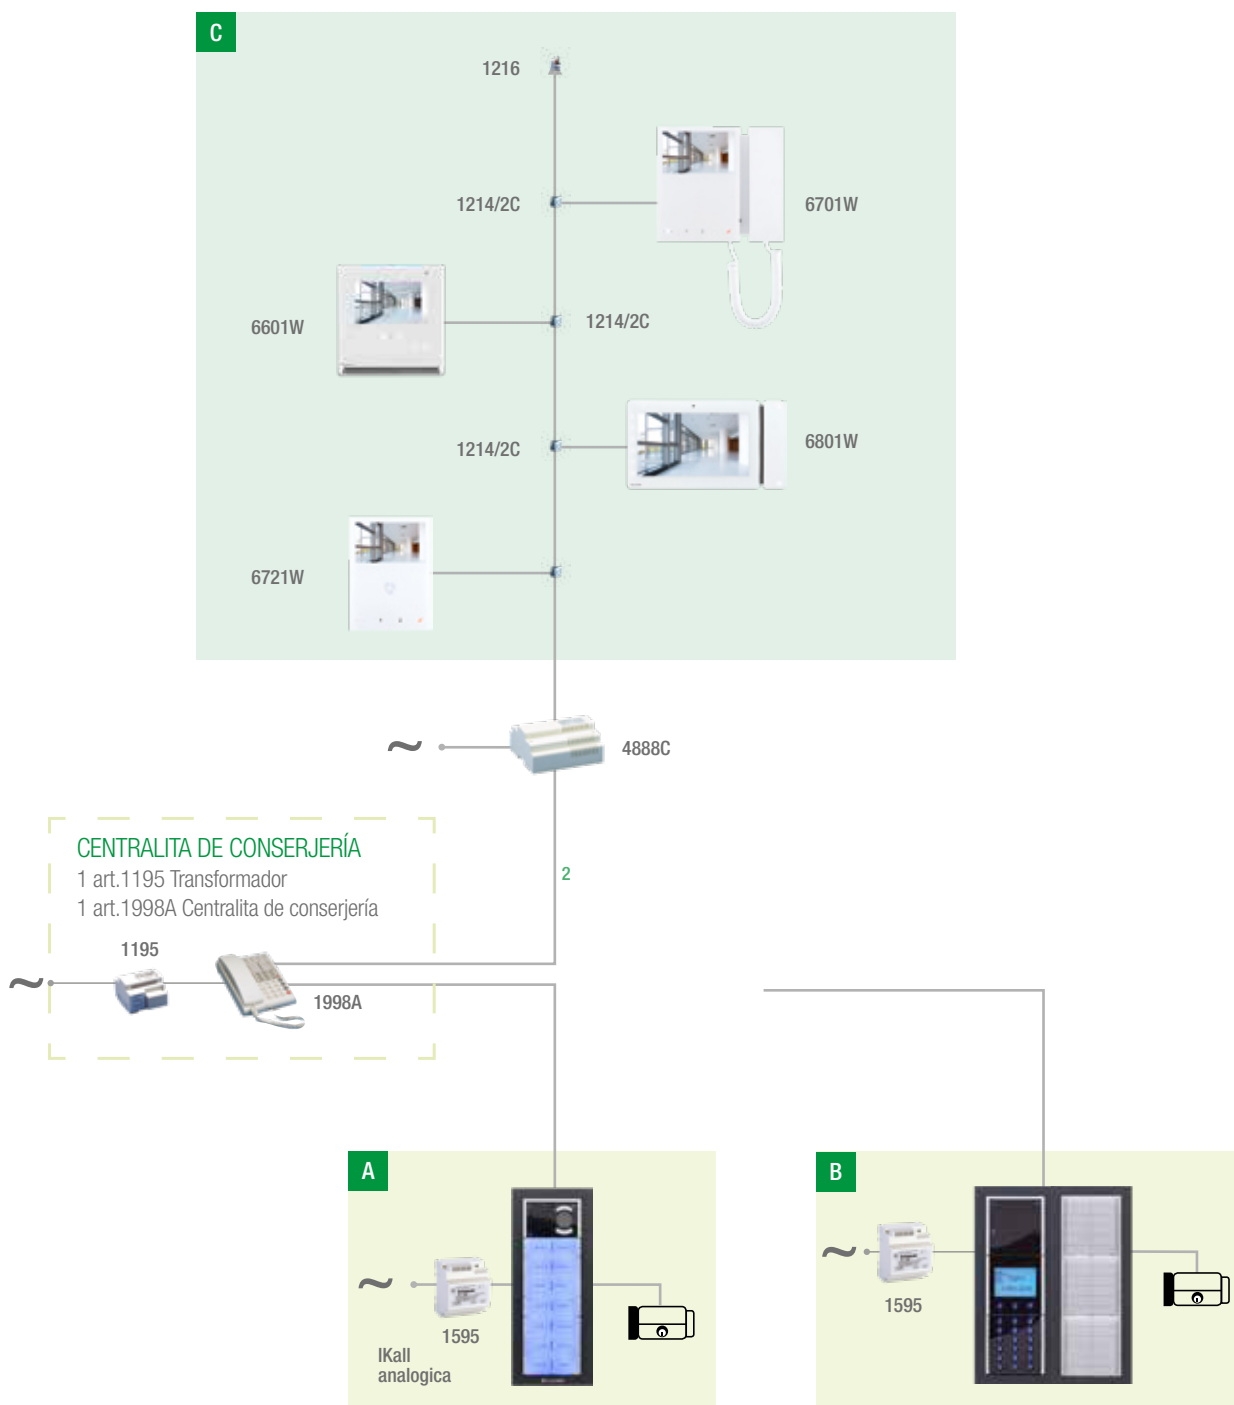 C
1216
1214/2C
6701W
6601W
1214/2C
1214/2C
6801W
6721W
~
4888C
CENTRALITA DE CONSERJERÍA
1 art.1195 Transformador
1 art.1998A Centralita de conserjería
2
1195
~
1998A
A
B
~
~
1595
1595
IKall
analogica